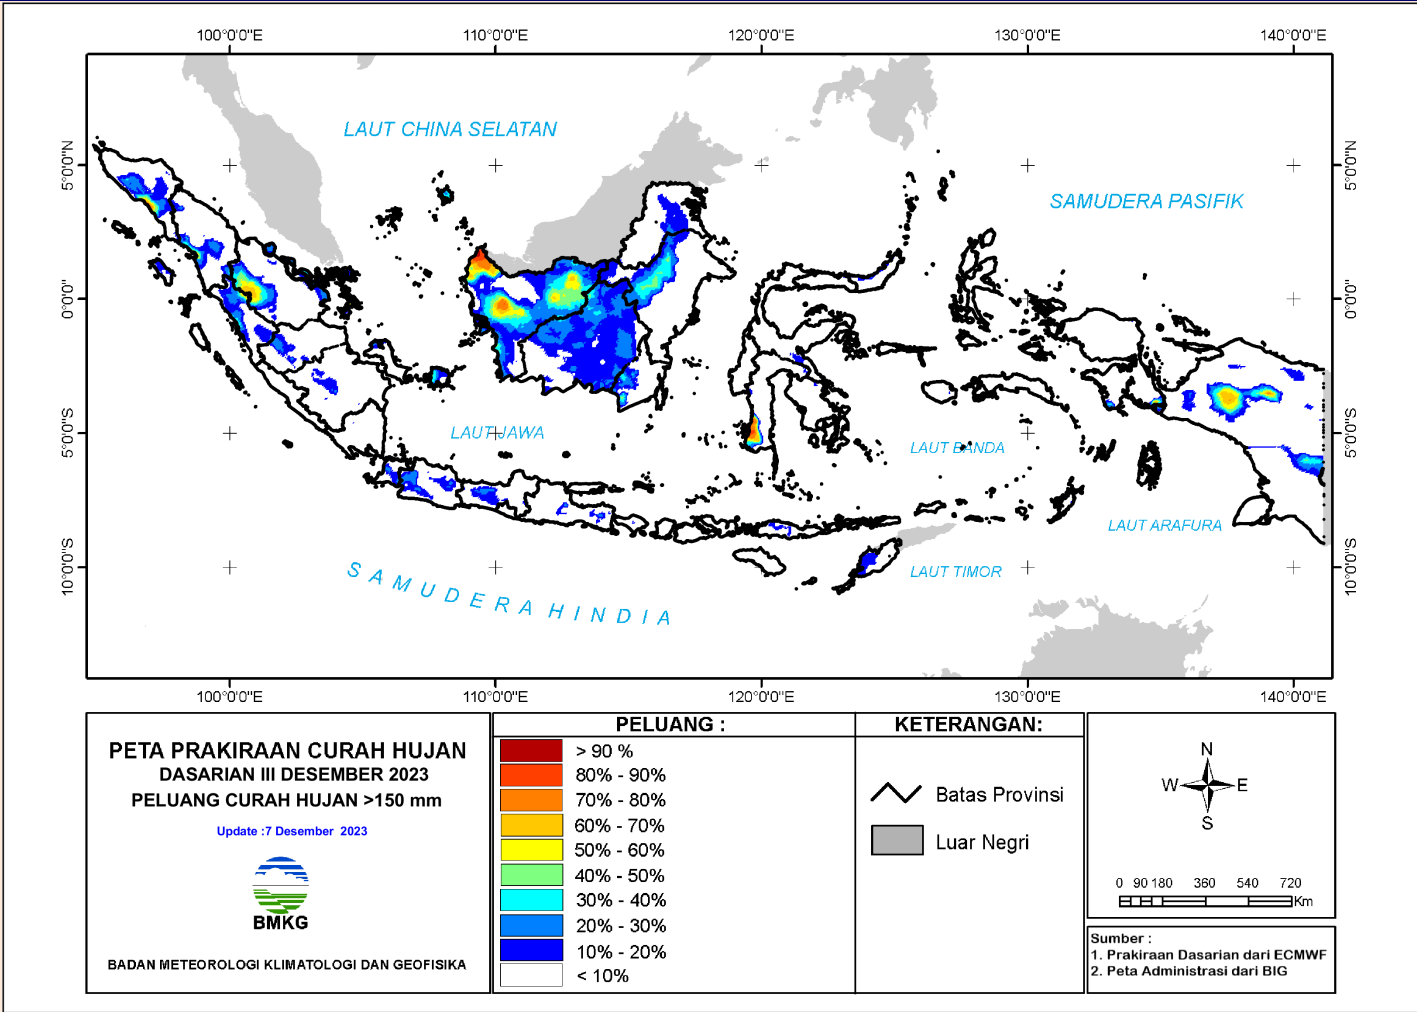 100°0'0"E 110°0'0"E 120°0'0"E 130°0'0"E 140°0'0"E
LAUT CHINA SELATAN
5°0'0"N 5°0'0"N
SAMUDERA PASIFIK
0°0'0" 0°0'0"
5°0'0"S 5°0'0"S
LAUT JAWA
LAUT BANDA
LAUT ARAFURA
10°0'0"S 10°0'0"S
LAUT TIMOR
SAMUDERA HINDIA
100°0'0"E 110°0'0"E 120°0'0"E 130°0'0"E 140°0'0"E
PETA PRAKIRAAN CURAH HUJAN
DASARIAN III DESEMBER 2023
PELUANG CURAH HUJAN >150 mm
Update :7 Desember 2023
BMKG
BADAN METEOROLOGI KLIMATOLOGI DAN GEOFISIKA
PELUANG :
> 90 %
80% - 90%
70% - 80%
60% - 70%
50% - 60%
40% - 50%
30% - 40%
20% - 30%
10% - 20%
< 10%
KETERANGAN:
Batas Provinsi
Luar Negri
N
W E
S
0 90 180 360 540 720
Km
Sumber :
1. Prakiraan Dasarian dari ECMWF
2. Peta Administrasi dari BIG